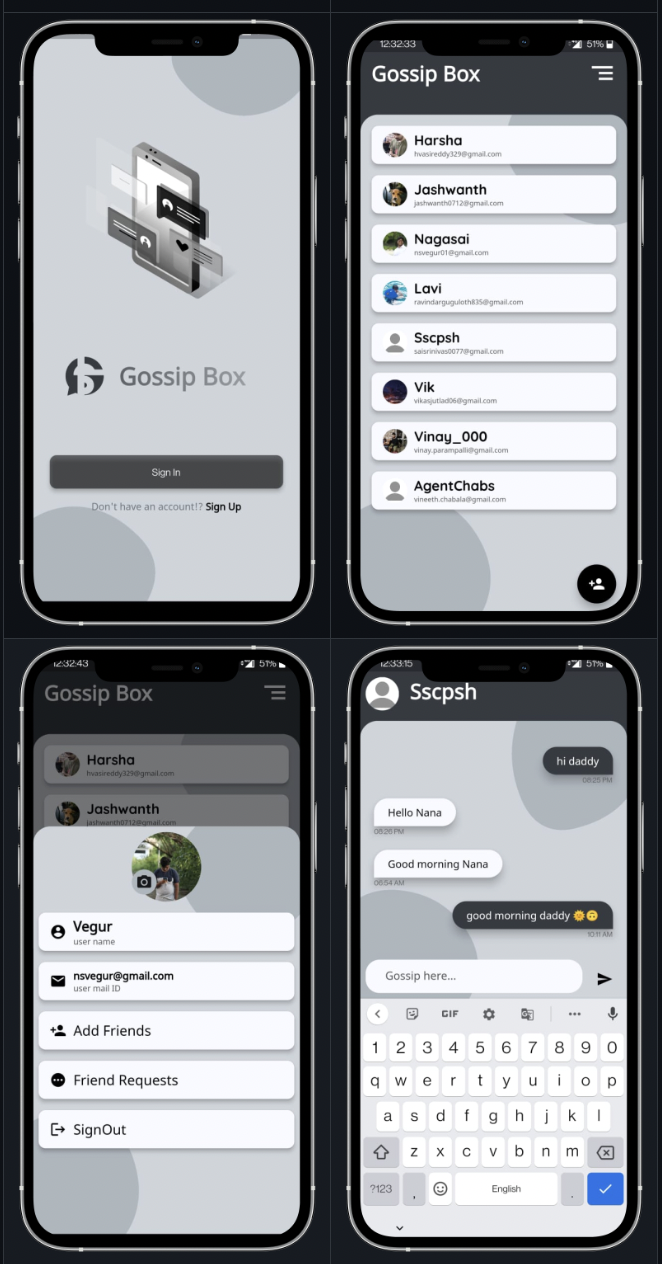 Gossip Box
Sign In
Don't have an account!? Sign Up
12:32:33
51%
Gossip Box
Harsha
hvasireddy329@gmail.com
Jashwanth
jashwanth0712@gmail.com
Nagasai
nsvegur01@gmail.com
Lavi
ravindarguguloth835@gmail.com
Sscpsh
saisrinivas0077@gmail.com
Vik
vikasjutlad06@gmail.com
Vinay_000
vinay.parampalli@gmail.com
AgentChabs
vineeth.chabala@gmail.com
12:32:43
51%
Gossip Box
Harsha
hvasireddy329@gmail.com
Jashwanth
jashwanth0712@gmail.com
Vegur
user name
nsvegur@gmail.com
user mail ID
Add Friends
Friend Requests
SignOut
12:33:15
51%
Sscpsh
hi daddy
08:25 PM
Hello Nana
08:26 PM
Good morning Nana
06:54 AM
good morning daddy 🌞🙃
10:11 AM
Gossip here...
GIF
1 2 3 4 5 6 7 8 9 0
q w e r t y u i o p
a s d f g h j k l
z x c v b n m
?123 , English .